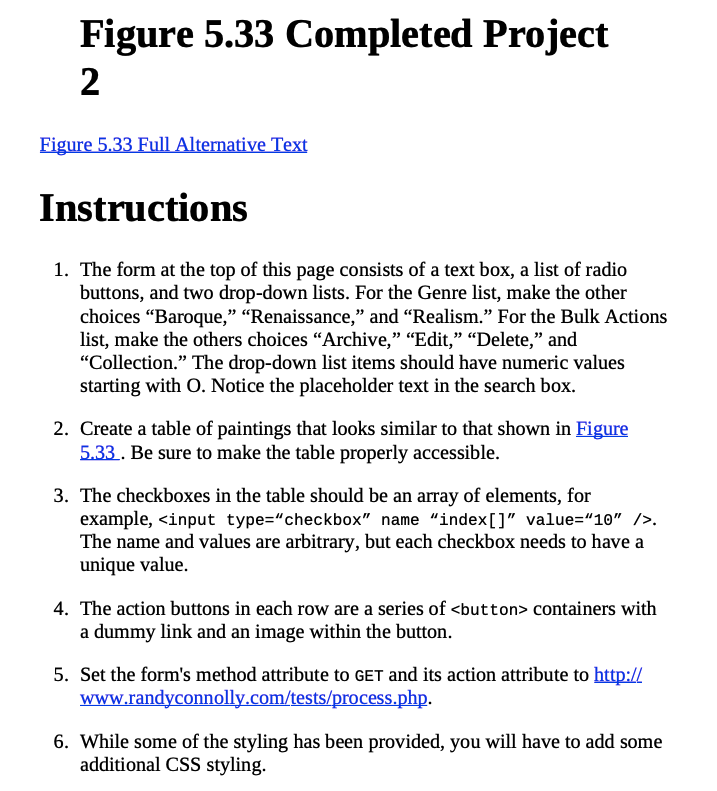 Figure 5.33 Completed Project
2
Figure 5.33 Full Alternative Text
Instructions
1. The form at the top of this page consists of a text box, a list of radio
buttons, and two drop-down lists. For the Genre list, make the other
choices “Baroque,” “Renaissance,” and “Realism.” For the Bulk Actions
list, make the others choices “Archive,” “Edit,” “Delete,” and
“Collection.” The drop-down list items should have numeric values
starting with O. Notice the placeholder text in the search box.
2. Create a table of paintings that looks similar to that shown in Figure
5.33 . Be sure to make the table properly accessible.
3. The checkboxes in the table should be an array of elements, for
example, <input type=“checkbox” name “index[]” value=“10” />.
The name and values are arbitrary, but each checkbox needs to have a
unique value.
4. The action buttons in each row are a series of <button> containers with
a dummy link and an image within the button.
5. Set the form's method attribute to GET and its action attribute to http://
www.randyconnolly.com/tests/process.php.
6. While some of the styling has been provided, you will have to add some
additional CSS styling.